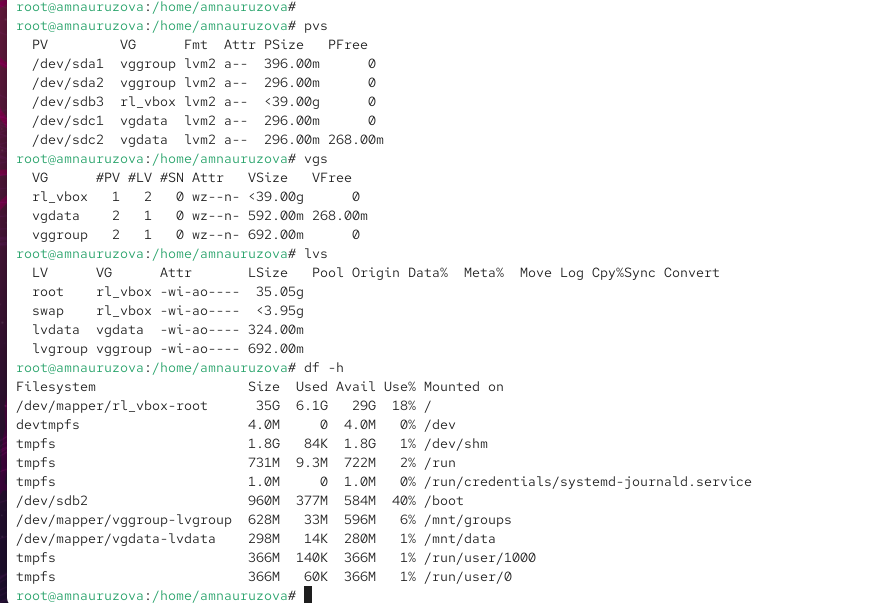 root@amnauruzova:/home/amnauruzova#
root@amnauruzova:/home/amnauruzova# pvs
  PV         VG      Fmt  Attr PSize   PFree
  /dev/sda1  vggroup lvm2 a--  396.00m      0
  /dev/sda2  vggroup lvm2 a--  296.00m      0
  /dev/sdb3  rl_vbox lvm2 a--  <39.00g      0
  /dev/sdc1  vgdata  lvm2 a--  296.00m      0
  /dev/sdc2  vgdata  lvm2 a--  296.00m 268.00m
root@amnauruzova:/home/amnauruzova# vgs
  VG      #PV #LV #SN Attr   VSize   VFree
  rl_vbox   1   2   0 wz--n- <39.00g      0
  vgdata    2   1   0 wz--n- 592.00m 268.00m
  vggroup   2   1   0 wz--n- 692.00m      0
root@amnauruzova:/home/amnauruzova# lvs
  LV      VG      Attr       LSize   Pool Origin Data%  Meta%  Move Log Cpy%Sync Convert
  root    rl_vbox -wi-ao----  35.05g
  swap    rl_vbox -wi-ao----  <3.95g
  lvdata  vgdata  -wi-ao---- 324.00m
  lvgroup vggroup -wi-ao---- 692.00m
root@amnauruzova:/home/amnauruzova# df -h
Filesystem                   Size  Used Avail Use% Mounted on
/dev/mapper/rl_vbox-root      35G  6.1G   29G  18% /
devtmpfs                     4.0M     0  4.0M   0% /dev
tmpfs                        1.8G   84K  1.8G   1% /dev/shm
tmpfs                        731M  9.3M  722M   2% /run
tmpfs                        1.0M     0  1.0M   0% /run/credentials/systemd-journald.service
/dev/sdb2                    960M  377M  584M  40% /boot
/dev/mapper/vggroup-lvgroup  628M   33M  596M   6% /mnt/groups
/dev/mapper/vgdata-lvdata    298M   14K  280M   1% /mnt/data
tmpfs                        366M  140K  366M   1% /run/user/1000
tmpfs                        366M   60K  366M   1% /run/user/0
root@amnauruzova:/home/amnauruzova#